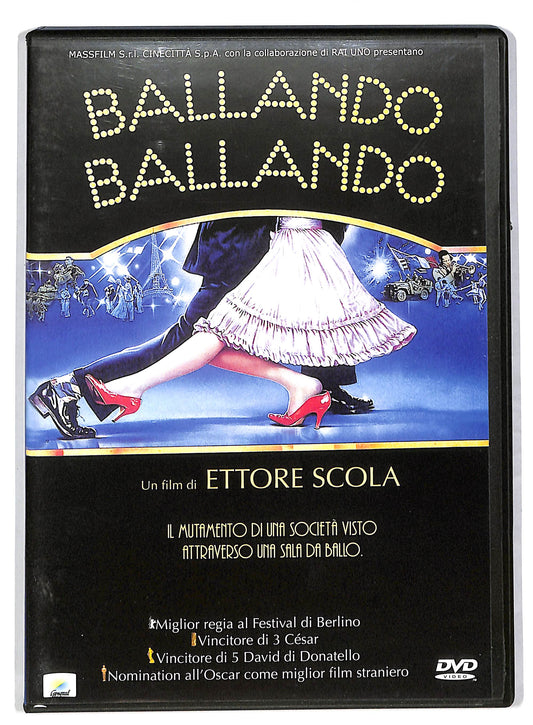 MASSFILM S.r.l. CINECITTÀ S.p.A. con la collaborazione di RAI UNO presentano
BALLANDO
BALLANDO
Un film di ETTORE SCOLA
IL MUTAMENTO DI UNA SOCIETÀ VISTO
ATTRAVERSO UNA SALA DA BALLO.
Miglior regia al Festival di Berlino
Vincitore di 3 César
Vincitore di 5 David di Donatello
Nomination all'Oscar come miglior film straniero
DVD
VIDEO